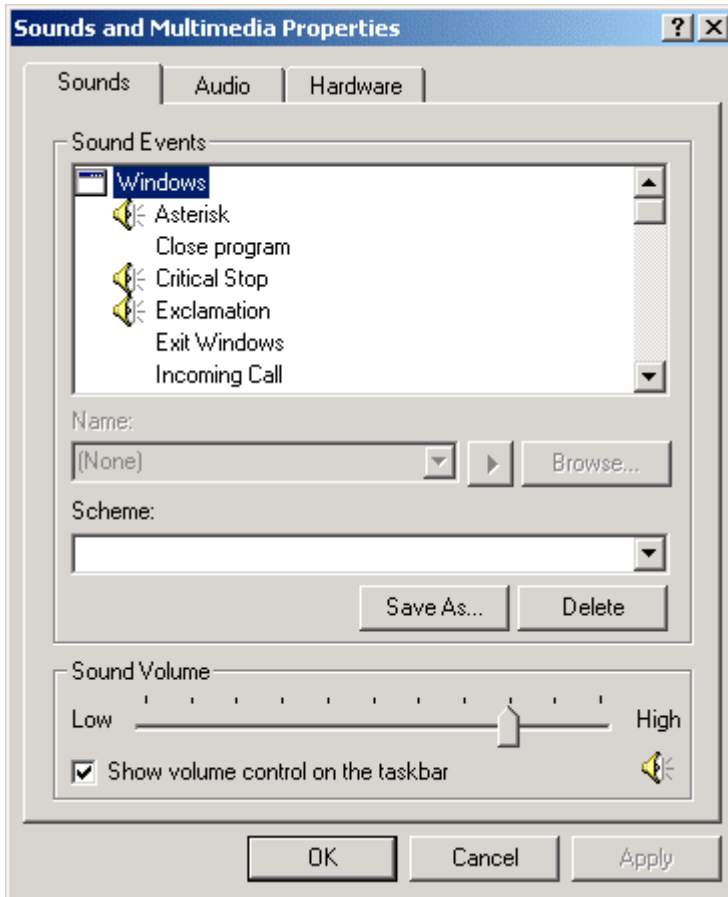 Sounds and Multimedia Properties
Sounds Audio Hardware
Sound Events
Windows
Asterisk
Close program
Critical Stop
Exclamation
Exit Windows
Incoming Call
Name:
(None) Browse...
Scheme:
Save As... Delete
Sound Volume
Low High
Show volume control on the taskbar
OK Cancel Apply